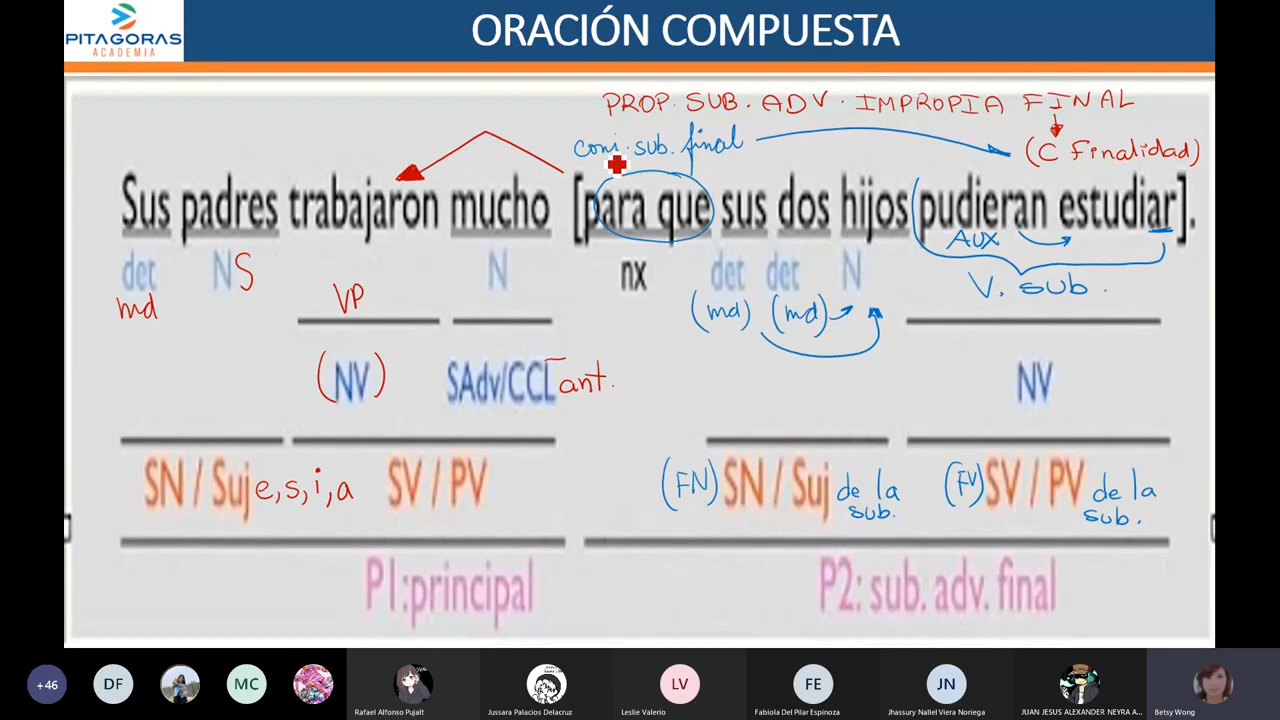 PITAGORAS
ACADEMIA
ORACIÓN COMPUESTA
PROP. SUB. ADV. IMPROPIA FINAL
conj. sub. final
(C Finalidad)
Sus padres trabajaron mucho [para que sus dos hijos pudieran estudiar].
AUX
det N S N nx det det N
V. sub.
md VP (md) (md)
(NV) SAdv/CCL ant. NV
SN / Suj e, s, i, a SV / PV (FN) SN / Suj de la sub. (FV) SV / PV de la sub.
P1:principal P2: sub. adv. final
+46 DF MC LV FE JN
Rafael Alfonso Pujalt Jussara Palacios Delacruz Leslie Valerio Fabiola Del Pilar Espinoza Jhassury Nallel Viera Noriega JUAN JESUS ALEXANDER NEYRA A... Betsy Wong